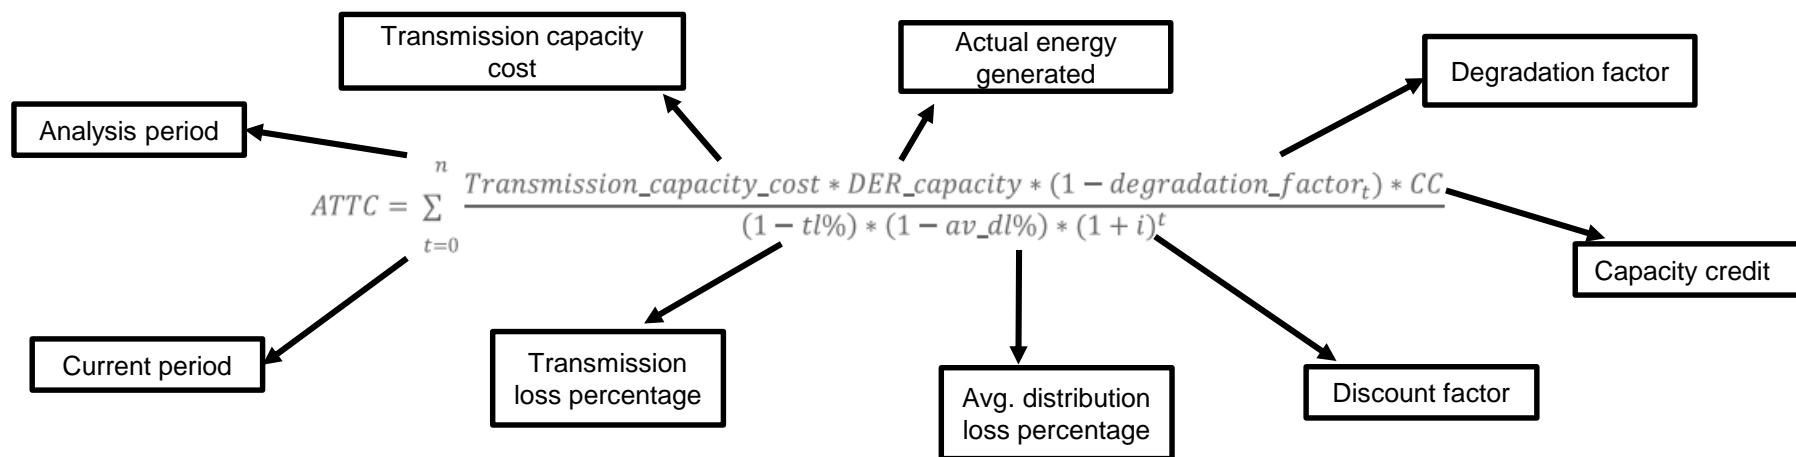 Transmission capacity
cost
Actual energy
generated
Degradation factor
Analysis period
n
ATTC = ∑ Transmission_capacity_cost * DER_capacity * (1 − degradation_factor_t) * CC
t=0
(1 − tl%) * (1 − av_dl%) * (1 + i)^t
Capacity credit
Current period
Transmission
loss percentage
Avg. distribution
loss percentage
Discount factor